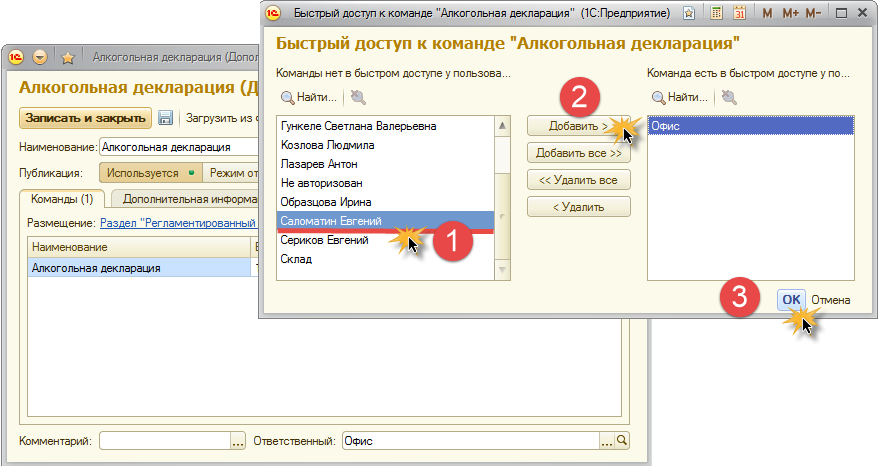 Быстрый доступ к команде "Алкогольная декларация" (1С:Предприятие)
M M+ M-
Быстрый доступ к команде "Алкогольная декларация"
Команды нет в быстром доступе у пользова...
Найти...
Гункеле Светлана Валерьевна
Козлова Людмила
Лазарев Антон
Не авторизован
Образцова Ирина
Саломатин Евгений
Сериков Евгений
Склад
1
2
Добавить >
Добавить все >>
<< Удалить все
< Удалить
Команда есть в быстром доступе у по...
Найти...
Офис
3
OK
Отмена
Алкогольная декларация (Допол
Алкогольная декларация (Д
Записать и закрыть
Загрузить из
Наименование:
Алкогольная декларация
Публикация:
Используется
Режим от
Команды (1)
Дополнительная информа
Размещение:
Раздел "Регламентированный
Наименование
Алкогольная декларация
Комментарий:
...
Ответственный:
Офис
...